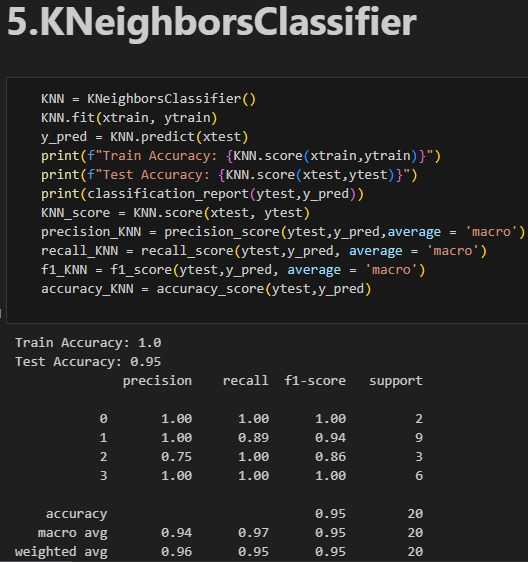 5.KNeighborsClassifier
KNN = KNeighborsClassifier()
KNN.fit(xtrain, ytrain)
y_pred = KNN.predict(xtest)
print(f"Train Accuracy: {KNN.score(xtrain,ytrain)}")
print(f"Test Accuracy: {KNN.score(xtest,ytest)}")
print(classification_report(ytest,y_pred))
KNN_score = KNN.score(xtest, ytest)
precision_KNN = precision_score(ytest,y_pred,average = 'macro')
recall_KNN = recall_score(ytest,y_pred, average = 'macro')
f1_KNN = f1_score(ytest,y_pred, average = 'macro')
accuracy_KNN = accuracy_score(ytest,y_pred)
Train Accuracy: 1.0
Test Accuracy: 0.95
precision recall f1-score support
0 1.00 1.00 1.00 2
1 1.00 0.89 0.94 9
2 0.75 1.00 0.86 3
3 1.00 1.00 1.00 6
accuracy 0.95 20
macro avg 0.94 0.97 0.95 20
weighted avg 0.96 0.95 0.95 20